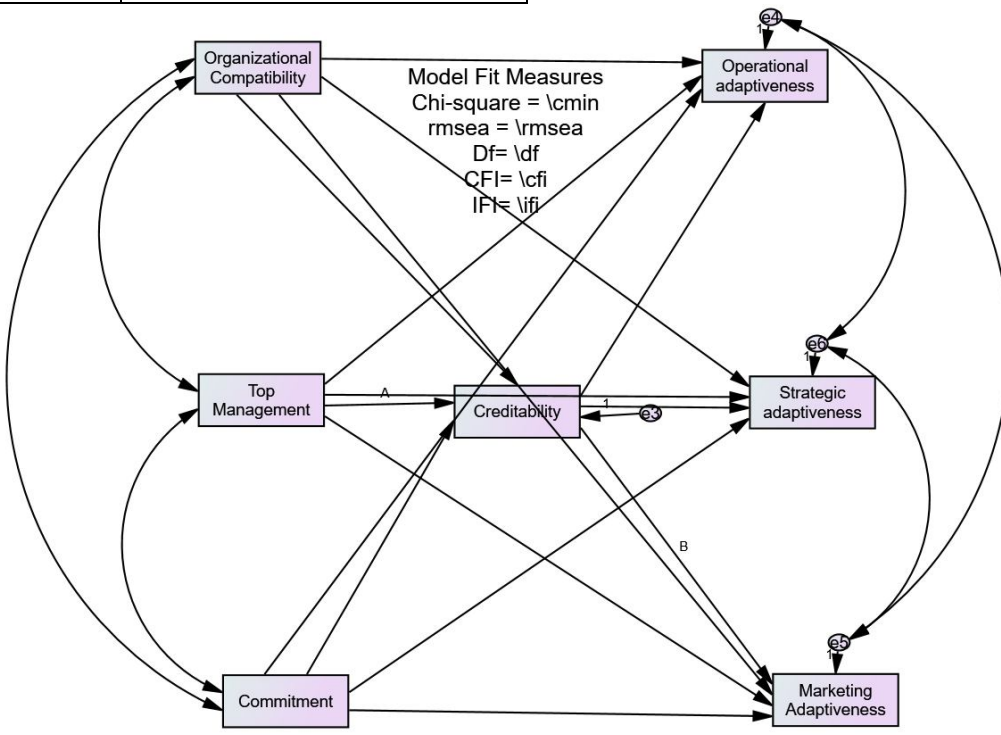 e4
1
Organizational
Compatibility
Operational
adaptiveness
Model Fit Measures
Chi-square = \cmin
rmsea = \rmsea
Df= \df
CFI= \cfi
IFI= \ifi
e6
1
Top
Management
A
Creditability
1
e3
Strategic
adaptiveness
B
e5
1
Commitment
Marketing
Adaptiveness